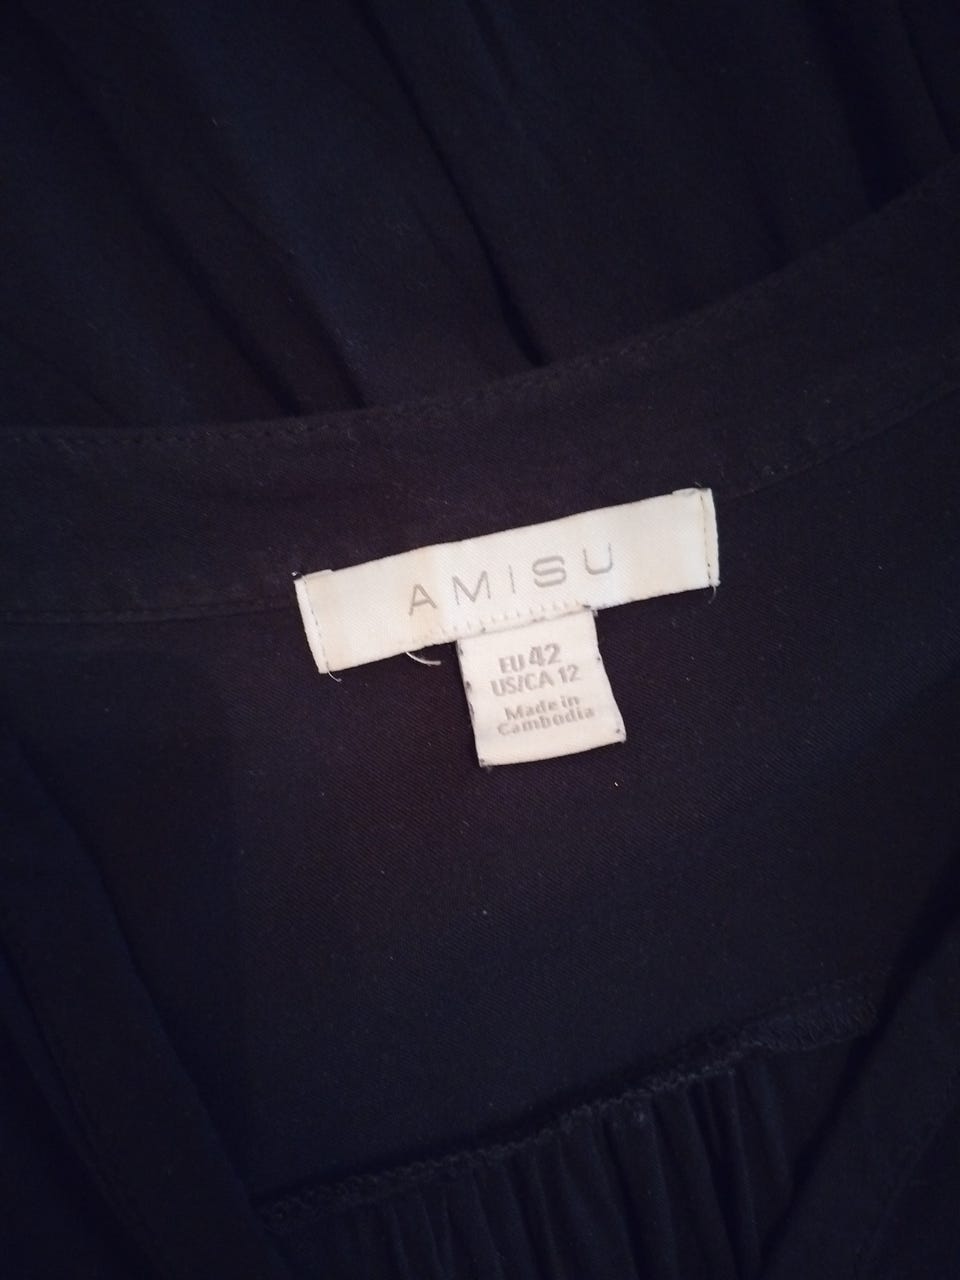 AMISU
EU 42
US/CA 12
Made in
Cambodia